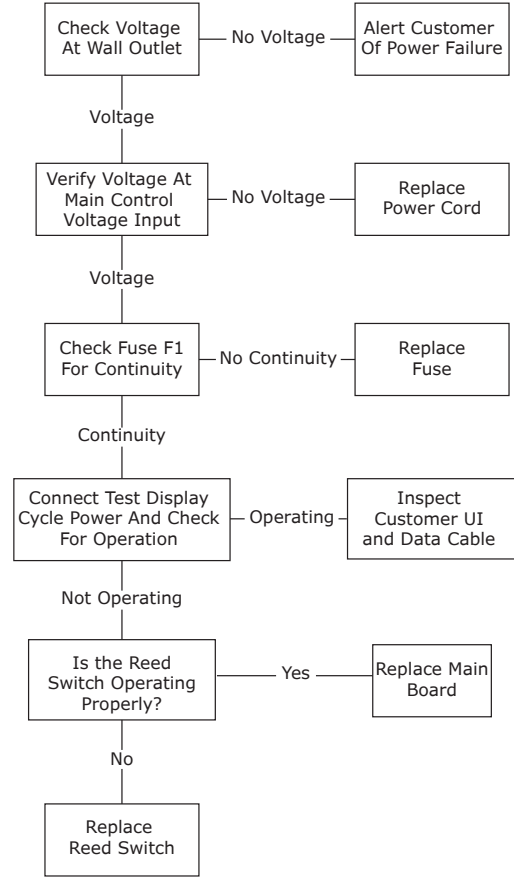 Check Voltage
At Wall Outlet
No Voltage
Alert Customer
Of Power Failure
Voltage
Verify Voltage At
Main Control
Voltage Input
No Voltage
Replace
Power Cord
Voltage
Check Fuse F1
For Continuity
No Continuity
Replace
Fuse
Continuity
Connect Test Display
Cycle Power And Check
For Operation
Operating
Inspect
Customer UI
and Data Cable
Not Operating
Is the Reed
Switch Operating
Properly?
Yes
Replace Main
Board
No
Replace
Reed Switch